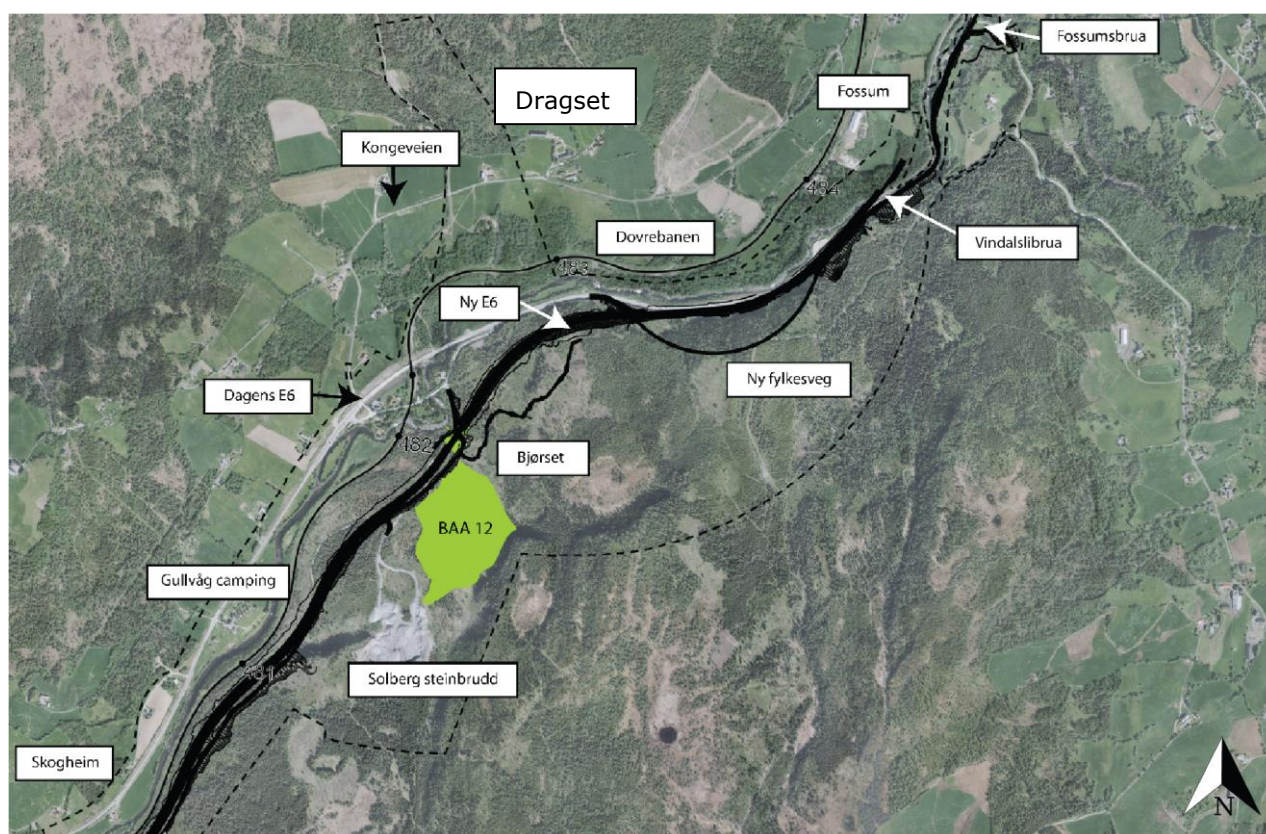 Fossumsbrua
Dragset
Fossum
Kongeveien
484
Dovrebanen
Vindalslibrua
483
Ny E6
Ny fylkesveg
Dagens E6
482
Bjørset
BAA 12
Gullvåg camping
481
Solberg steinbrudd
Skogheim
N